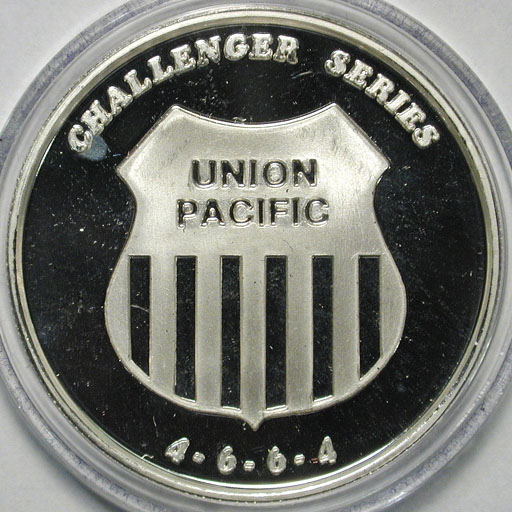 CHALLENGER SERIES
UNION
PACIFIC
4-6-6-4